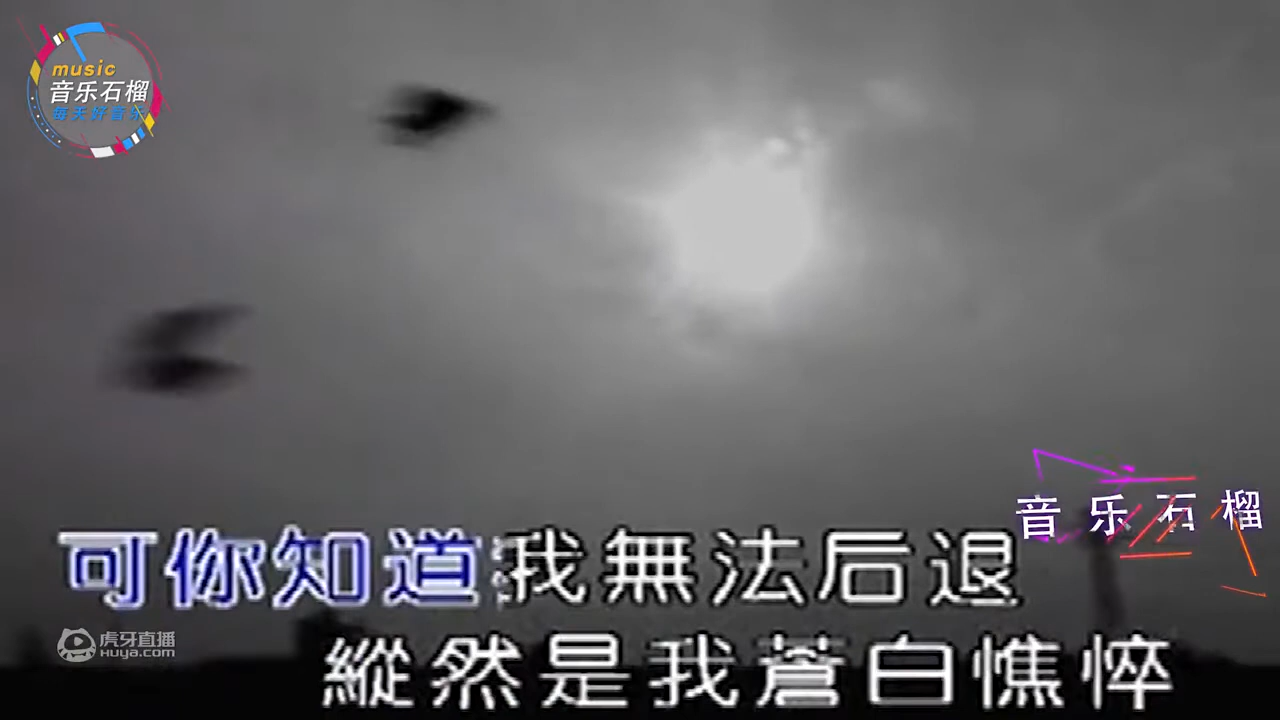 music
音乐石榴
每天好音乐
音乐石榴
可你知道我無法后退
虎牙直播
Huya.com
縱然是我蒼白憔悴